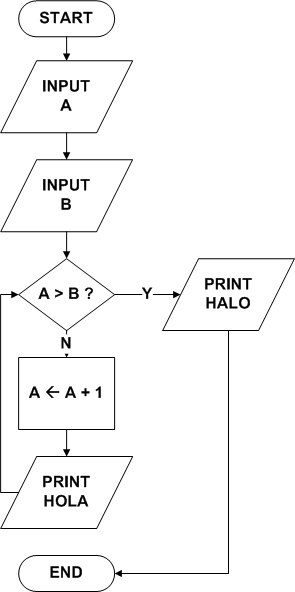 START
INPUT
A
INPUT
B
A > B ?
Y
PRINT
HALO
N
A ← A + 1
PRINT
HOLA
END